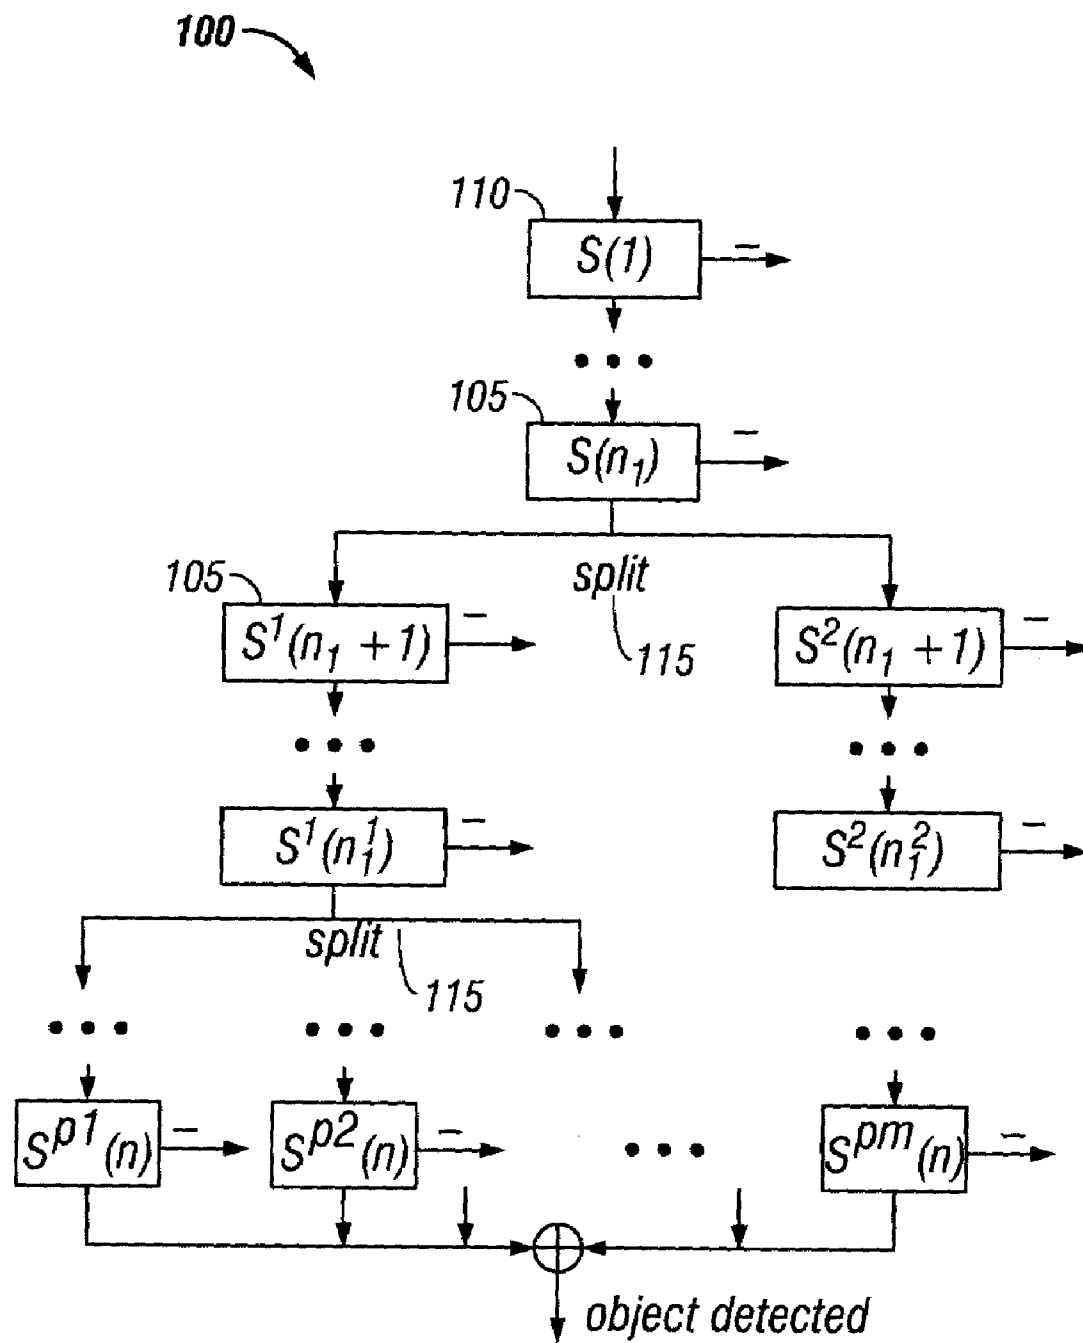 100
110
S(1)
–
• • •
105
S(n₁)
–
split
115
105
S¹(n₁ + 1)
–
S²(n₁ + 1)
–
• • •
• • •
S¹(n₁¹)
–
S²(n₁²)
–
split
115
• • •
• • •
• • •
• • •
Sᵖ¹(n)
–
Sᵖ²(n)
–
• • •
Sᵖᵐ(n)
–
object detected